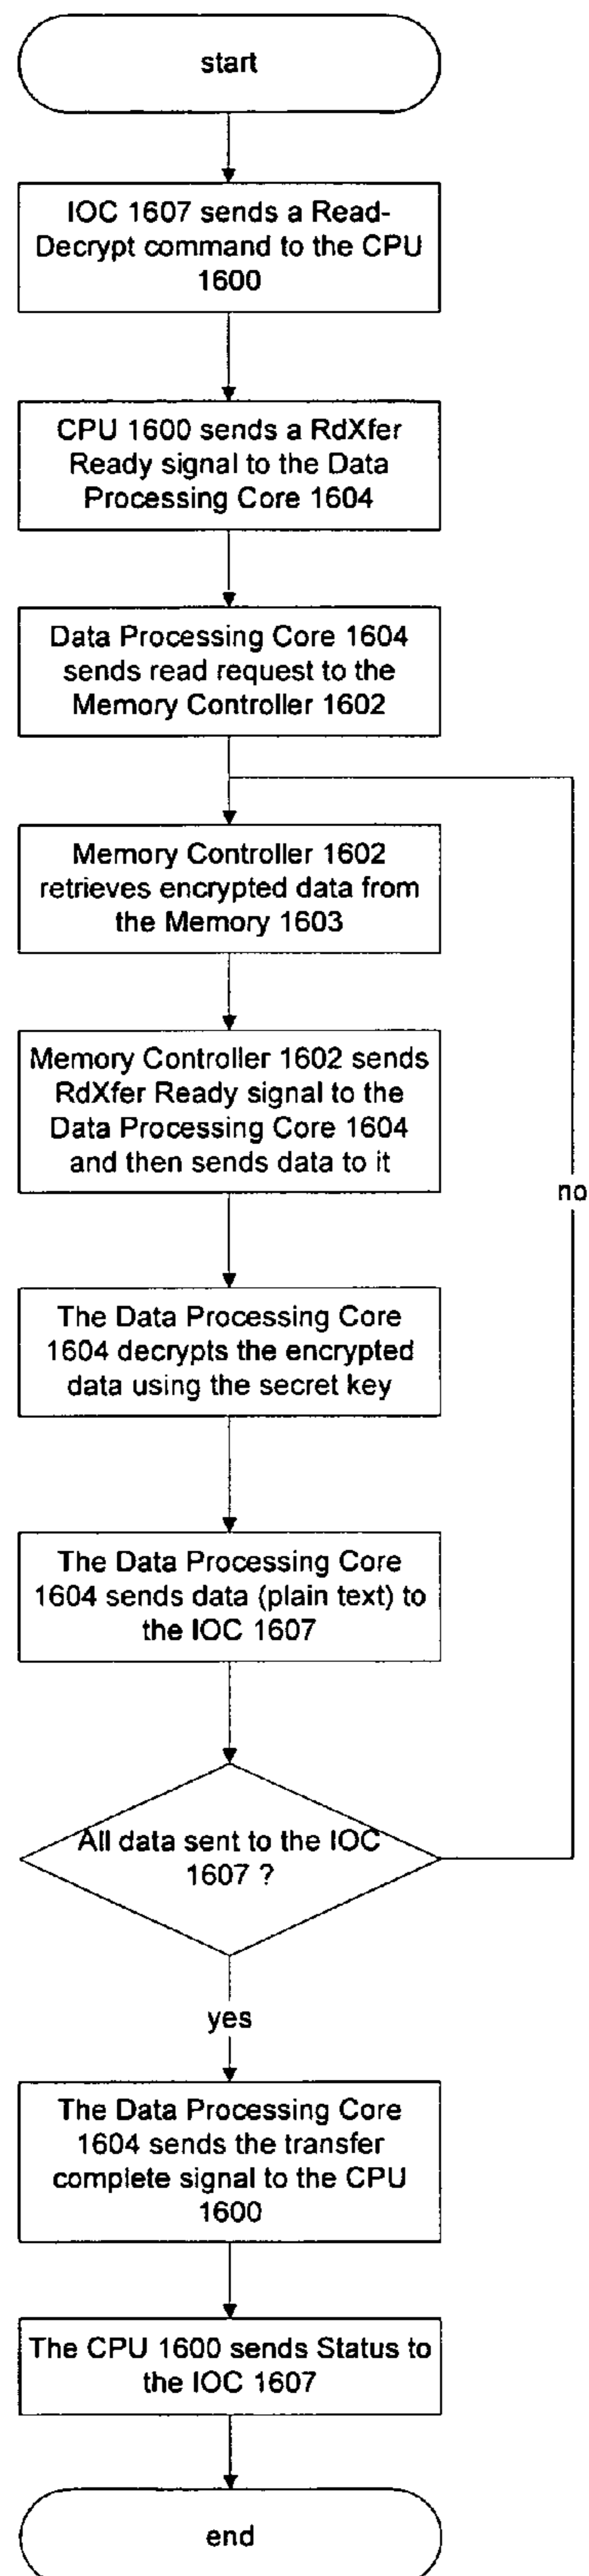 start
IOC 1607 sends a Read-
Decrypt command to the CPU
1600
CPU 1600 sends a RdXfer
Ready signal to the Data
Processing Core 1604
Data Processing Core 1604
sends read request to the
Memory Controller 1602
Memory Controller 1602
retrieves encrypted data from
the Memory 1603
Memory Controller 1602 sends
RdXfer Ready signal to the
Data Processing Core 1604
and then sends data to it
no
The Data Processing Core
1604 decrypts the encrypted
data using the secret key
The Data Processing Core
1604 sends data (plain text) to
the IOC 1607
All data sent to the IOC
1607 ?
yes
The Data Processing Core
1604 sends the transfer
complete signal to the CPU
1600
The CPU 1600 sends Status to
the IOC 1607
end